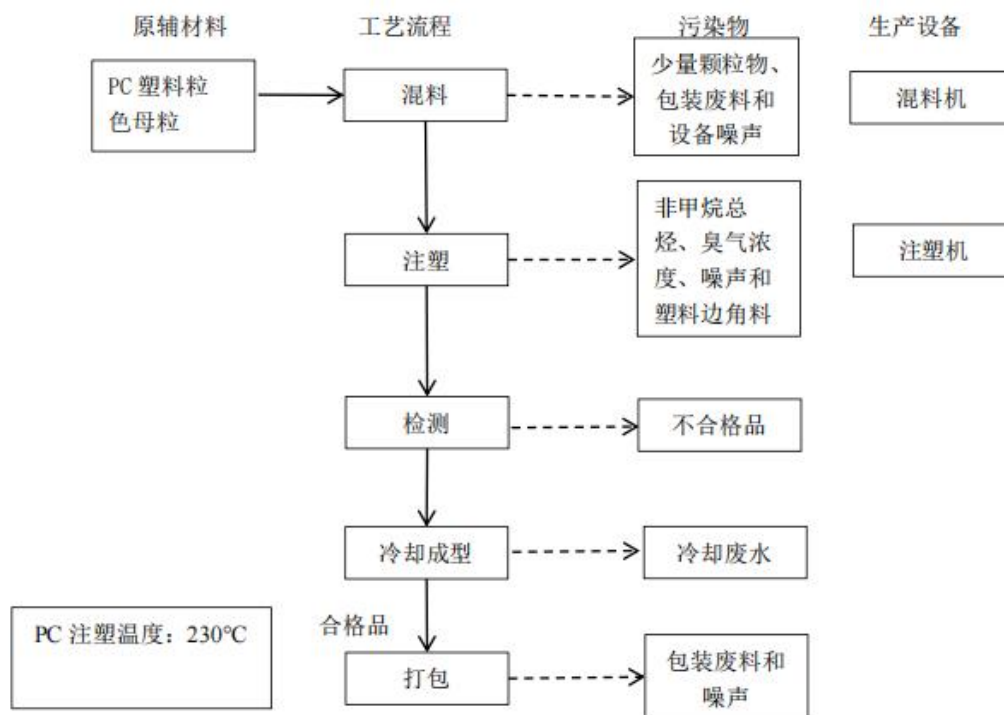 原辅材料
工艺流程
污染物
生产设备
PC 塑料粒
色母粒
混料
少量颗粒物、
包装废料和
设备噪声
混料机
注塑
非甲烷总
烃、臭气浓
度、噪声和
塑料边角料
注塑机
检测
不合格品
冷却成型
冷却废水
PC 注塑温度：230℃
合格品
打包
包装废料和
噪声